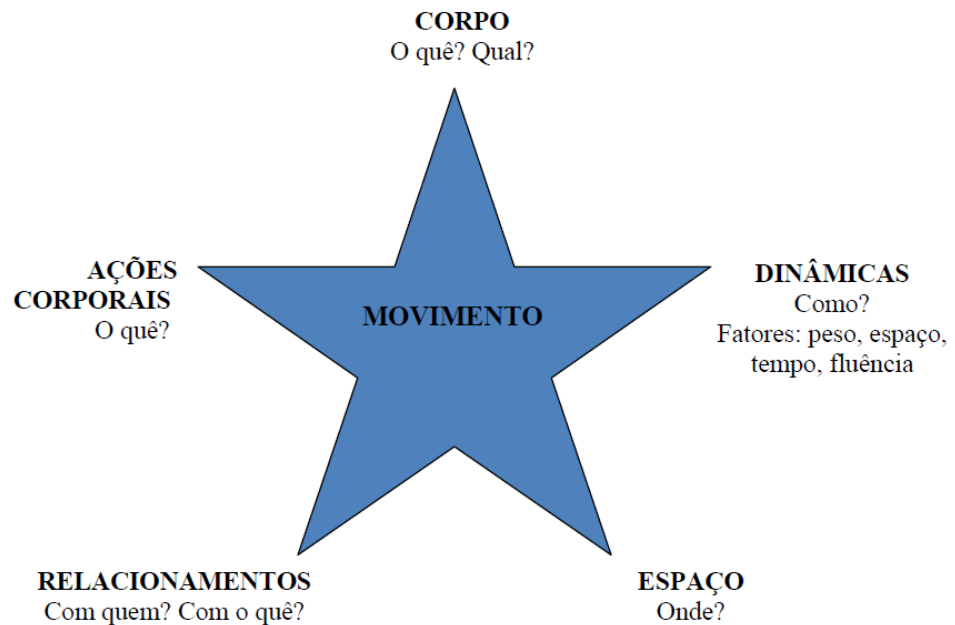 CORPO
O quê? Qual?
AÇÕES
CORPORAIS
O quê?
MOVIMENTO
DINÂMICAS
Como?
Fatores: peso, espaço,
tempo, fluência
RELACIONAMENTOS
Com quem? Com o quê?
ESPAÇO
Onde?